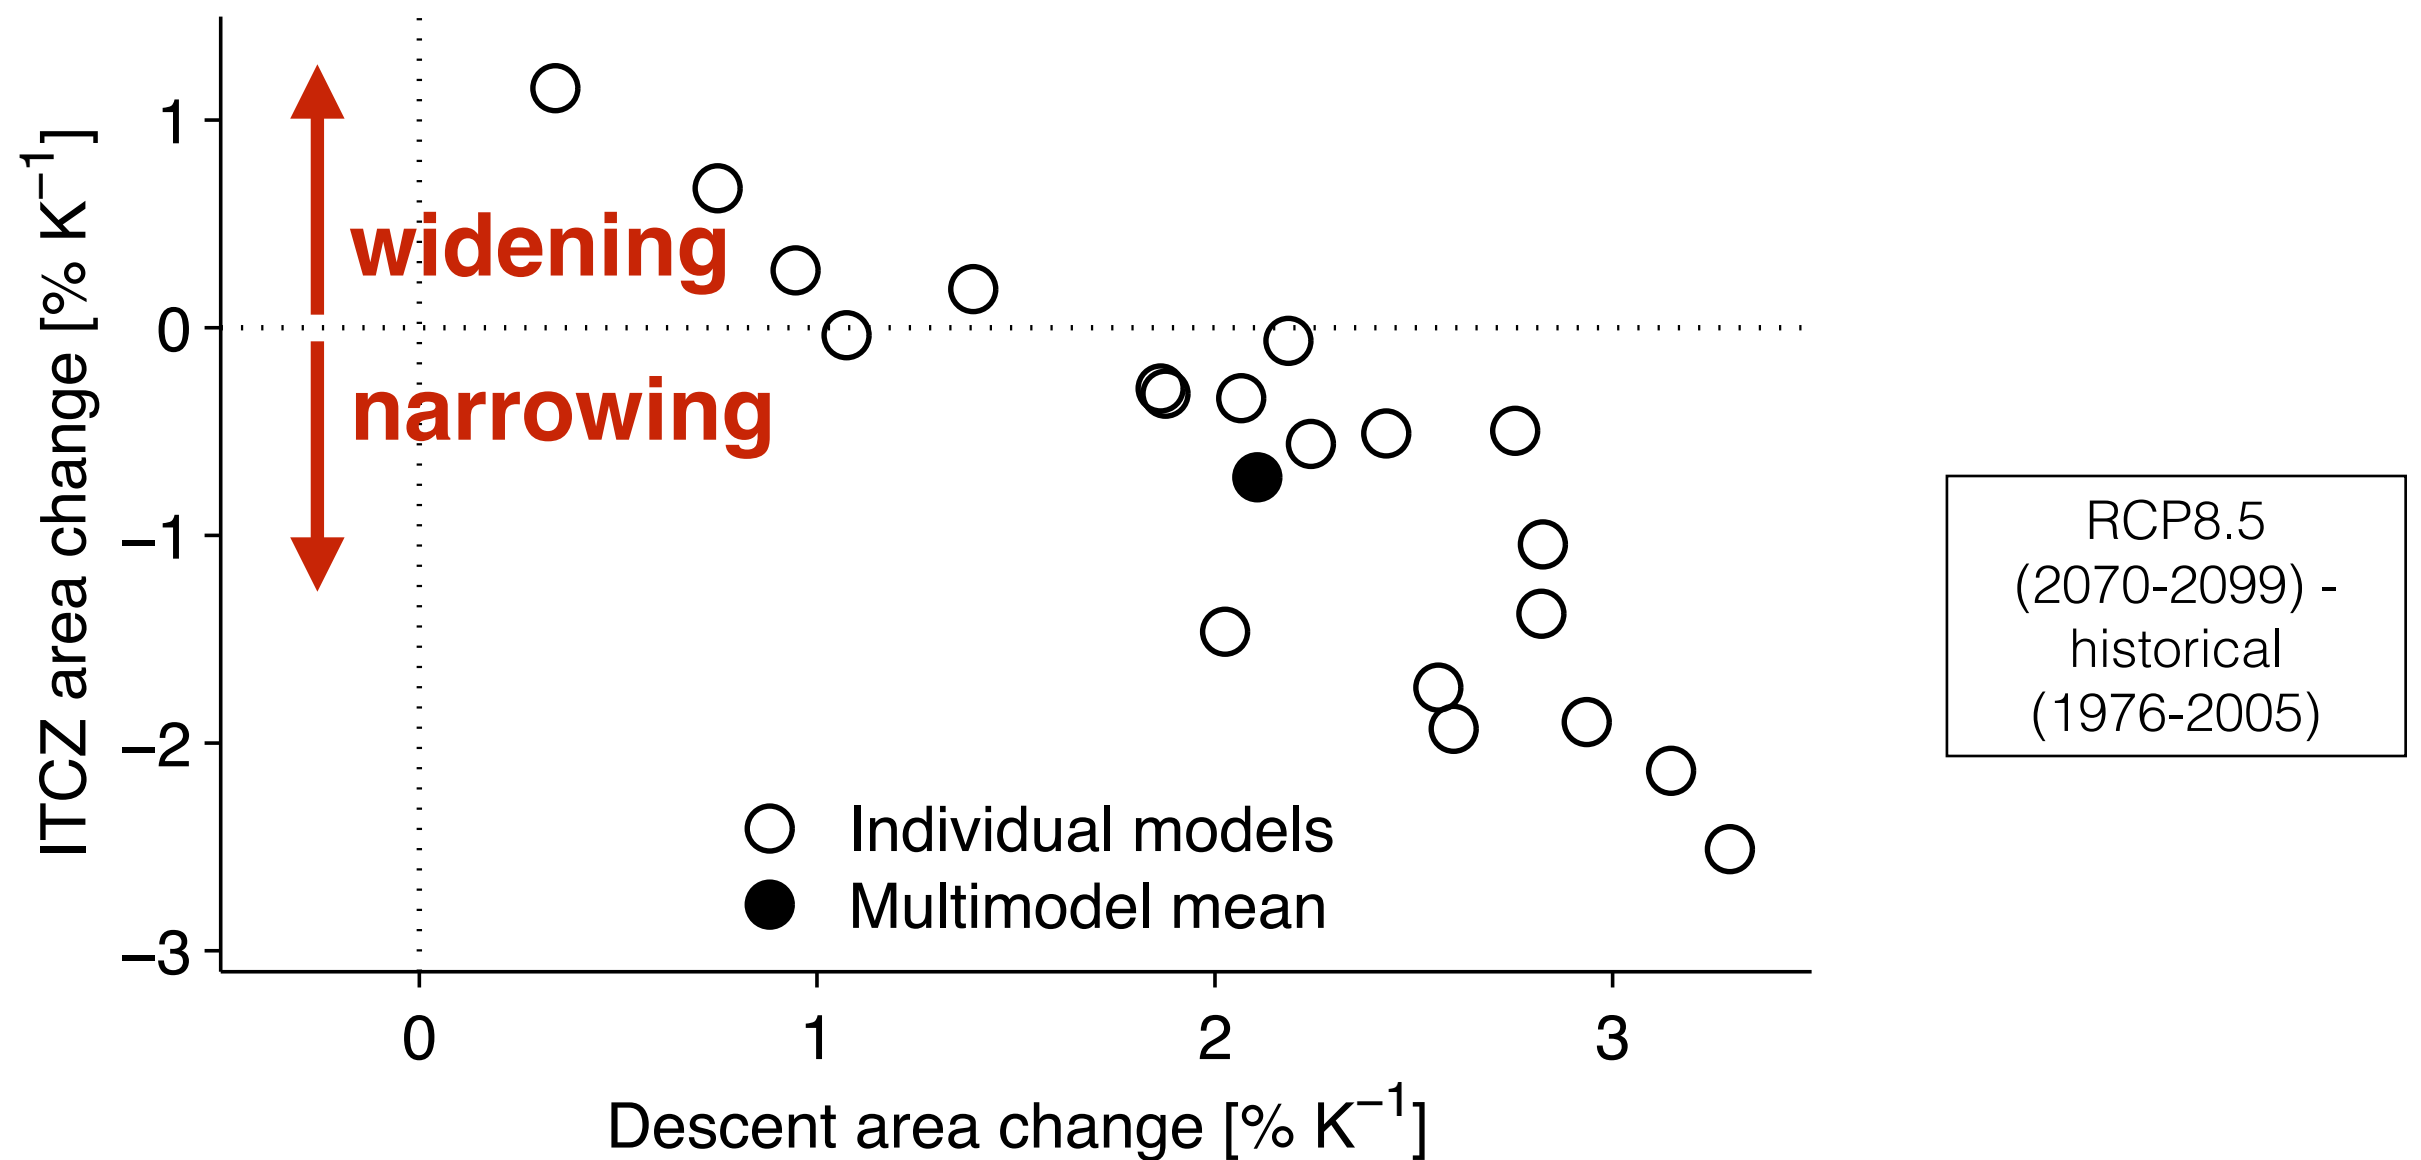 ITCZ area change [% K⁻¹]
1
0
−1
−2
−3
widening
narrowing
Individual models
Multimodel mean
0 1 2 3
Descent area change [% K⁻¹]
RCP8.5
(2070-2099) -
historical
(1976-2005)